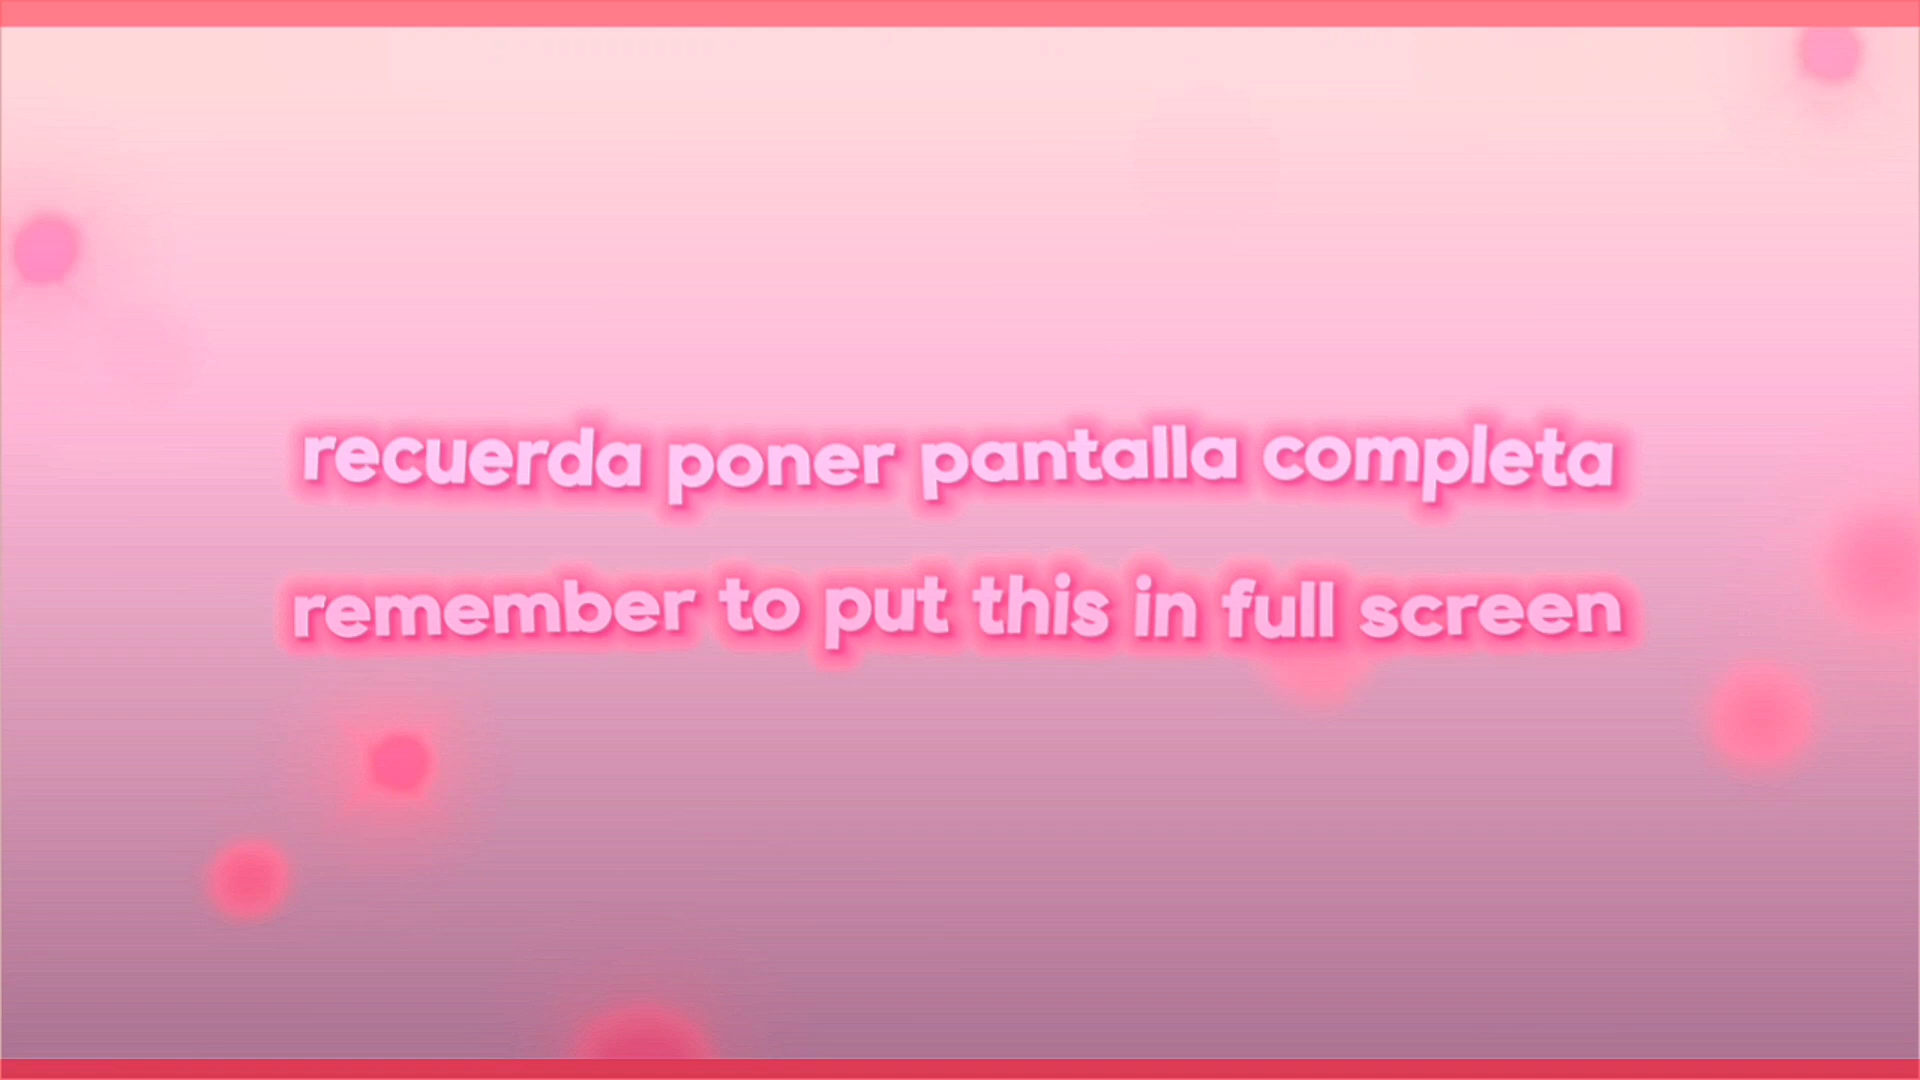 recuerda poner pantalla completa
remember to put this in full screen